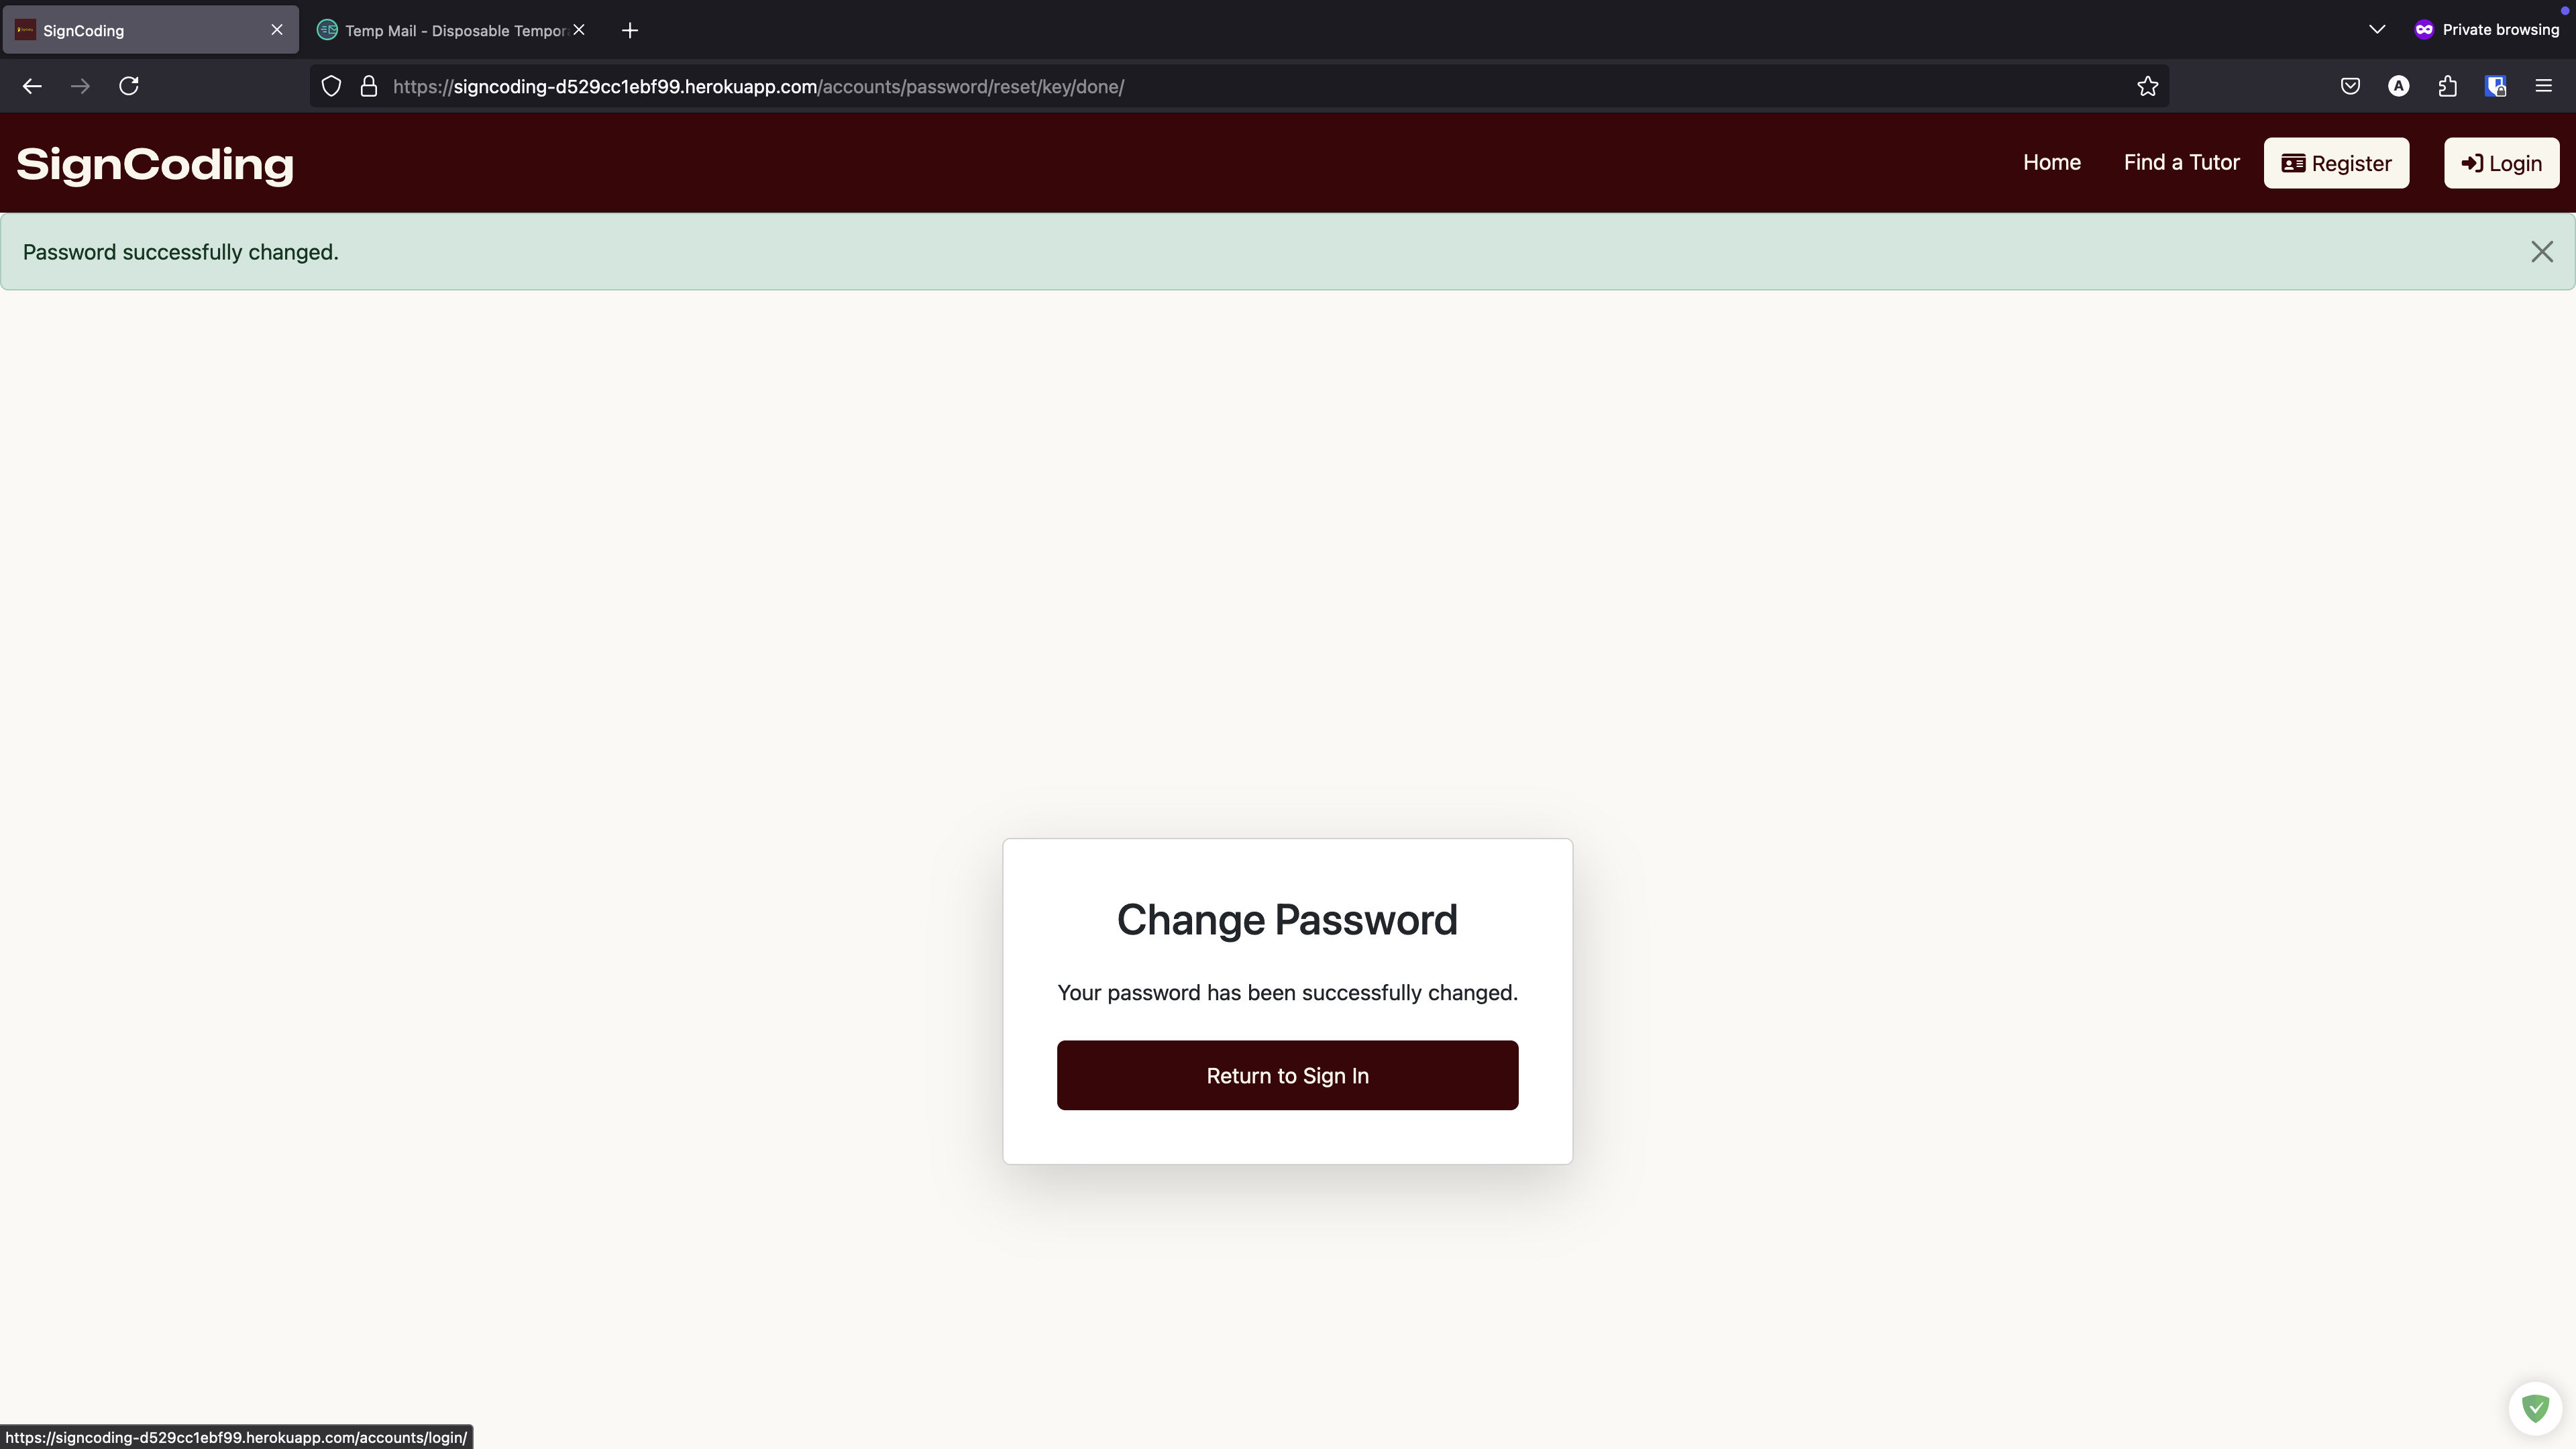 SignCoding
Temp Mail - Disposable Tempor
Private browsing
https://signcoding-d529cc1ebf99.herokuapp.com/accounts/password/reset/key/done/
SignCoding
Home
Find a Tutor
Register
Login
Password successfully changed.
Change Password
Your password has been successfully changed.
Return to Sign In
https://signcoding-d529cc1ebf99.herokuapp.com/accounts/login/